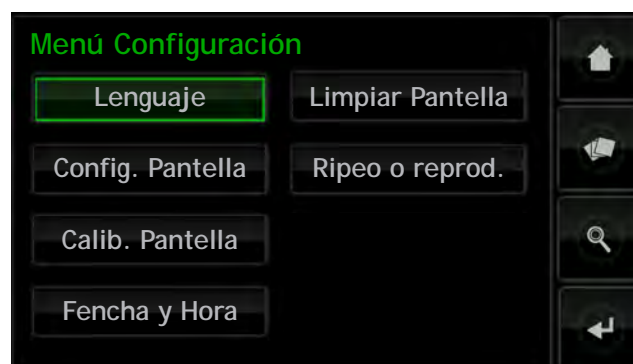 Menú Configuración
Lenguaje
Limpiar Pantella
Config. Pantella
Ripeo o reprod.
Calib. Pantella
Fencha y Hora